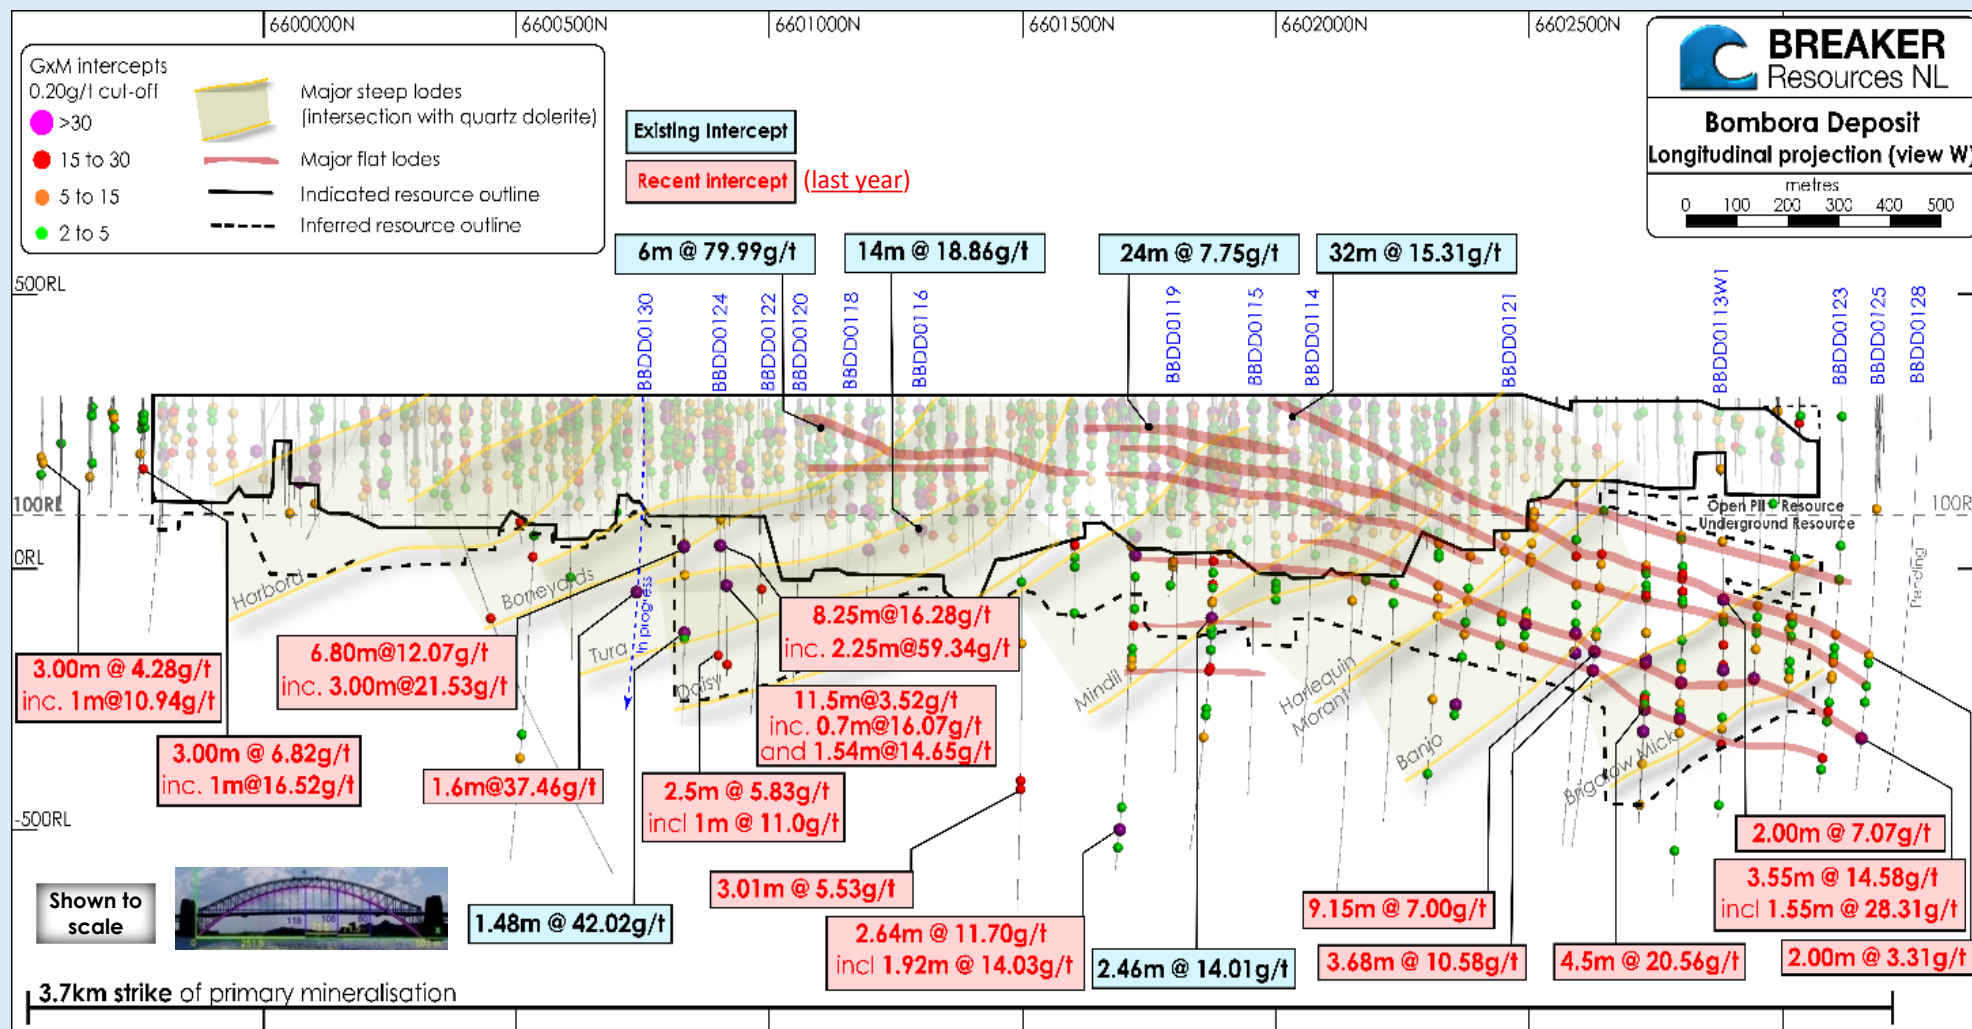 6600000N
6600500N
6601000N
6601500N
6602000N
6602500N
GxM intercepts
0.20g/t cut-off
>30
15 to 30
5 to 15
2 to 5
Major steep lodes
(intersection with quartz dolerite)
Major flat lodes
Indicated resource outline
Inferred resource outline
Existing Intercept
Recent intercept
(last year)
BREAKER
Resources NL
Bombora Deposit
Longitudinal projection (view W)
metres
0 100 200 300 400 500
6m @ 79.99g/t
14m @ 18.86g/t
24m @ 7.75g/t
32m @ 15.31g/t
500RL
BBDD0130
BBDD0124
BBDD0122
BBDD0120
BBDD0118
BBDD0116
BBDD0119
BBDD0115
BBDD0114
BBDD0121
BBDD0113W1
BBDD0123
BBDD0125
BBDD0128
100RL
100R
Open Pit Resource
Underground Resource
0RL
Pending
In progress
Harbord
Boneyards
Tura
Daisy
Mindil
Harlequin
Morant
Banjo
Brigalow
Mick
8.25m@16.28g/t
inc. 2.25m@59.34g/t
6.80m@12.07g/t
inc. 3.00m@21.53g/t
3.00m @ 4.28g/t
inc. 1m@10.94g/t
11.5m@3.52g/t
inc. 0.7m@16.07g/t
and 1.54m@14.65g/t
3.00m @ 6.82g/t
inc. 1m@16.52g/t
1.6m@37.46g/t
2.5m @ 5.83g/t
incl 1m @ 11.0g/t
-500RL
2.00m @ 7.07g/t
3.01m @ 5.53g/t
3.55m @ 14.58g/t
incl 1.55m @ 28.31g/t
9.15m @ 7.00g/t
Shown to
scale
118 108 80
251.5
1.48m @ 42.02g/t
2.64m @ 11.70g/t
incl 1.92m @ 14.03g/t
2.46m @ 14.01g/t
3.68m @ 10.58g/t
4.5m @ 20.56g/t
2.00m @ 3.31g/t
3.7km strike of primary mineralisation